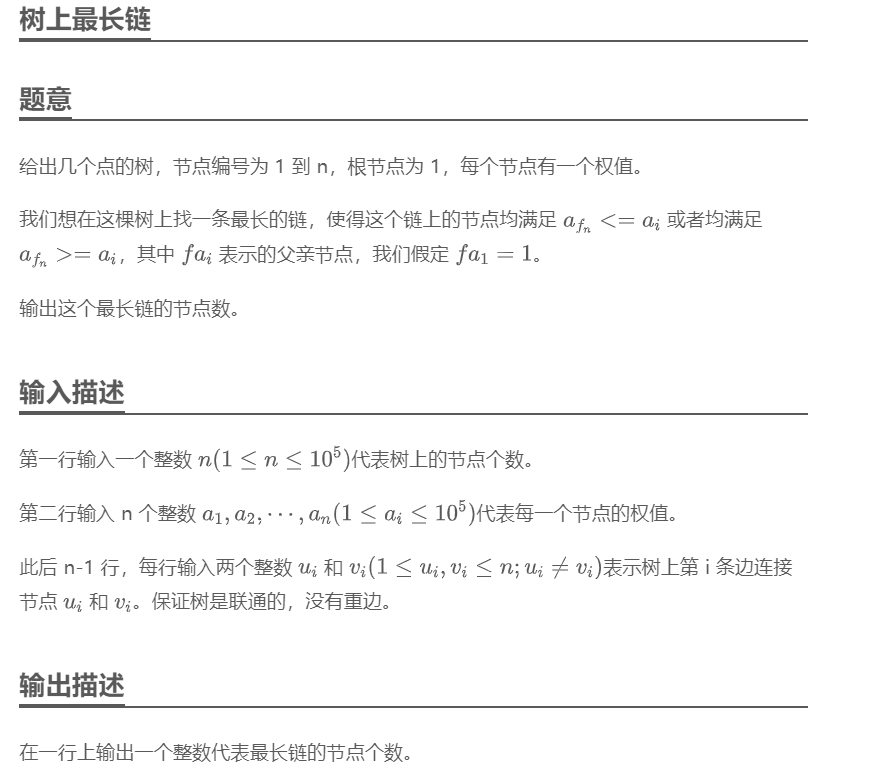 树上最长链
题意
给出几个点的树，节点编号为 1 到 n，根节点为 1，每个节点有一个权值。
我们想在这棵树上找一条最长的链，使得这个链上的节点均满足 $a_{f_n} <= a_i$ 或者均满足
$a_{f_n} >= a_i$，其中 $fa_i$ 表示的父亲节点，我们假定 $fa_1 = 1$。
输出这个最长链的节点数。
输入描述
第一行输入一个整数 $n(1 \leq n \leq 10^5)$代表树上的节点个数。
第二行输入 n 个整数 $a_1, a_2, \cdots, a_n(1 \leq a_i \leq 10^5)$代表每一个节点的权值。
此后 n-1 行，每行输入两个整数 $u_i$ 和 $v_i(1 \leq u_i, v_i \leq n; u_i \neq v_i)$表示树上第 i 条边连接
节点 $u_i$ 和 $v_i$。保证树是联通的，没有重边。
输出描述
在一行上输出一个整数代表最长链的节点个数。